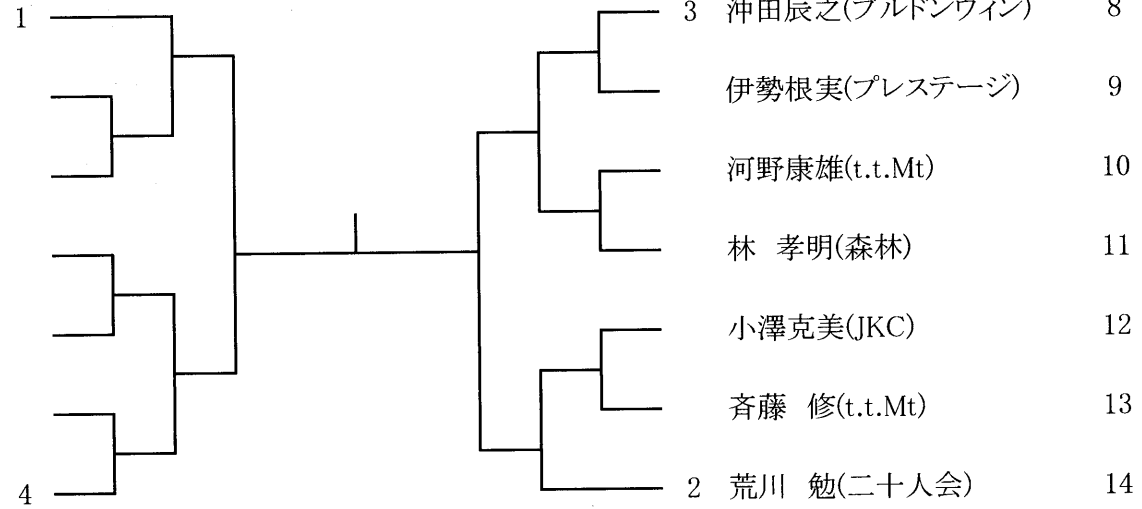 1
3 沖田辰之(ブルドンウィン) 8
伊勢根実(プレステージ) 9
河野康雄(t.t.Mt) 10
林 孝明(森林) 11
小澤克美(JKC) 12
斉藤 修(t.t.Mt) 13
4
2 荒川 勉(二十人会) 14